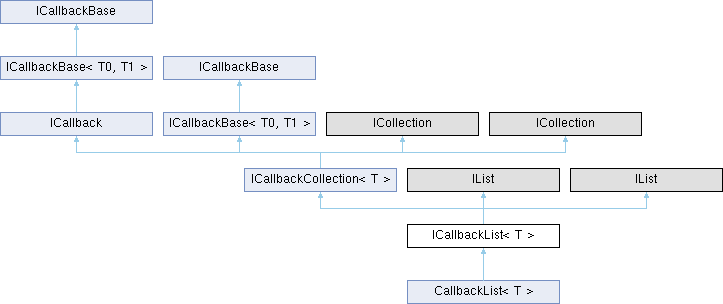 ICallbackBase
ICallbackBase< T0, T1 >
ICallbackBase
ICallback
ICallbackBase< T0, T1 >
ICollection
ICollection
ICallbackCollection< T >
IList
IList
ICallbackList< T >
CallbackList< T >